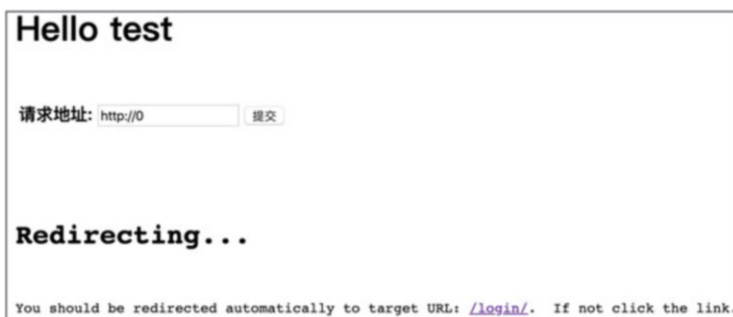 Hello test
请求地址: http://0 提交
Redirecting...
You should be redirected automatically to target URL: /login/. If not click the link.